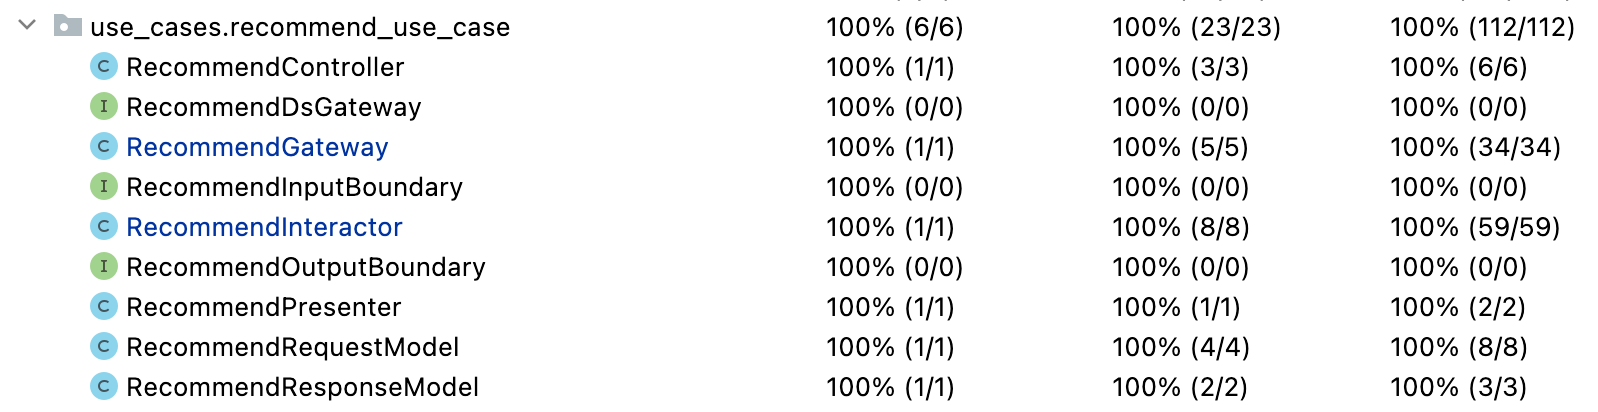 use_cases.recommend_use_case 100% (6/6) 100% (23/23) 100% (112/112)
C RecommendController 100% (1/1) 100% (3/3) 100% (6/6)
I RecommendDsGateway 100% (0/0) 100% (0/0) 100% (0/0)
C RecommendGateway 100% (1/1) 100% (5/5) 100% (34/34)
I RecommendInputBoundary 100% (0/0) 100% (0/0) 100% (0/0)
C RecommendInteractor 100% (1/1) 100% (8/8) 100% (59/59)
I RecommendOutputBoundary 100% (0/0) 100% (0/0) 100% (0/0)
C RecommendPresenter 100% (1/1) 100% (1/1) 100% (2/2)
C RecommendRequestModel 100% (1/1) 100% (4/4) 100% (8/8)
C RecommendResponseModel 100% (1/1) 100% (2/2) 100% (3/3)